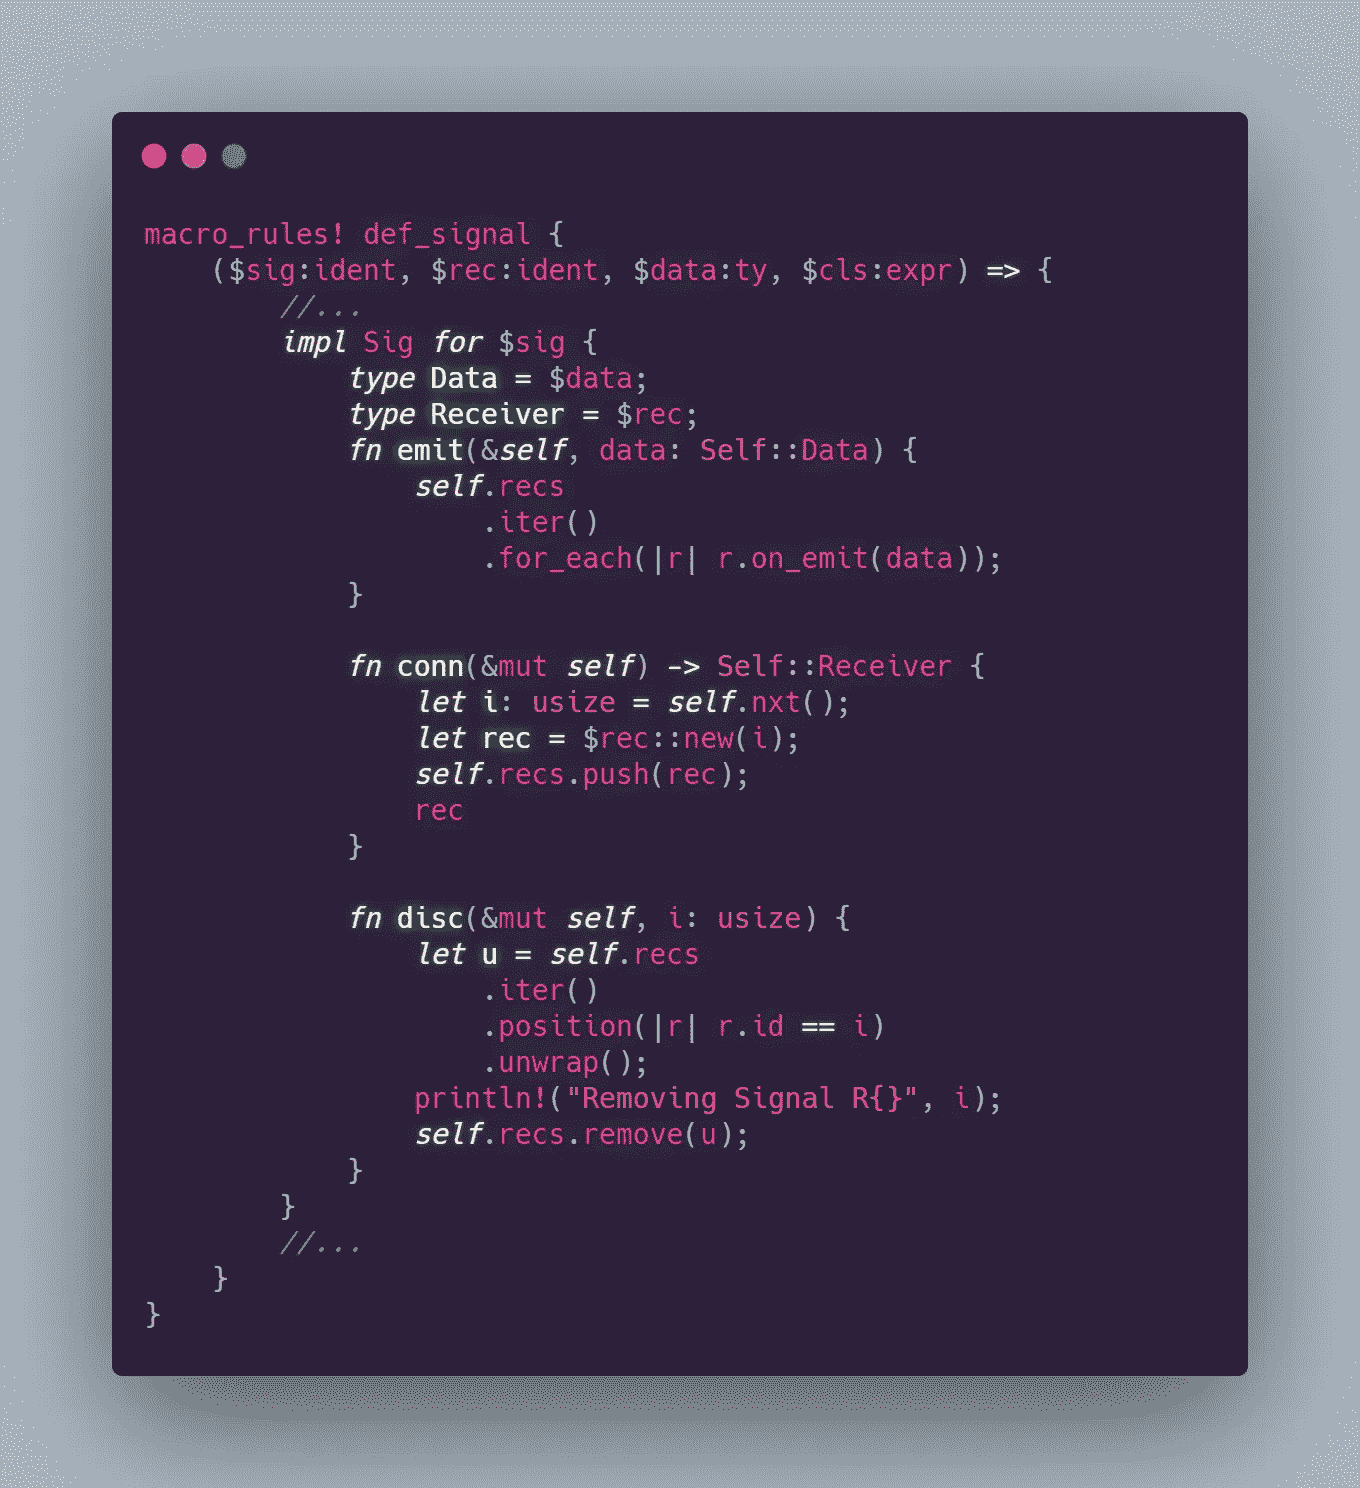 macro_rules! def_signal {
    ($sig:ident, $rec:ident, $data:ty, $cls:expr) => {
        //...
        impl Sig for $sig {
            type Data = $data;
            type Receiver = $rec;
            fn emit(&self, data: Self::Data) {
                self.recs
                    .iter()
                    .for_each(|r| r.on_emit(data));
            }

            fn conn(&mut self) -> Self::Receiver {
                let i: usize = self.nxt();
                let rec = $rec::new(i);
                self.recs.push(rec);
                rec
            }

            fn disc(&mut self, i: usize) {
                let u = self.recs
                    .iter()
                    .position(|r| r.id == i)
                    .unwrap();
                println!("Removing Signal R{}", i);
                self.recs.remove(u);
            }
        }
        //...
    }
}